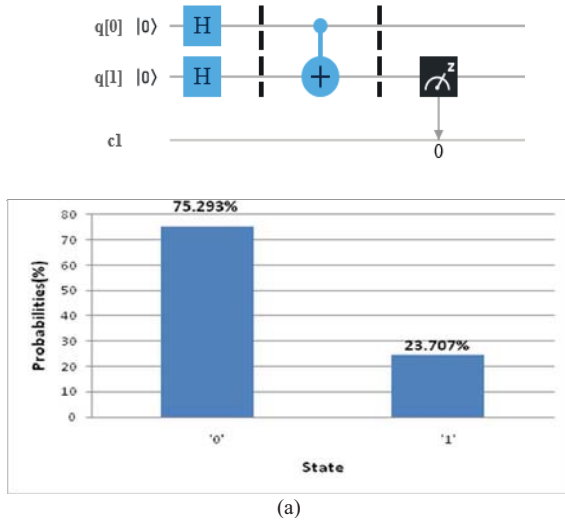 q[0] |0⟩ H
q[1] |0⟩ H + z
c1
0
75.293%
23.707%
80
70
60
50
40
30
20
10
0
Probabilities(%)
'0' '1'
State
(a)